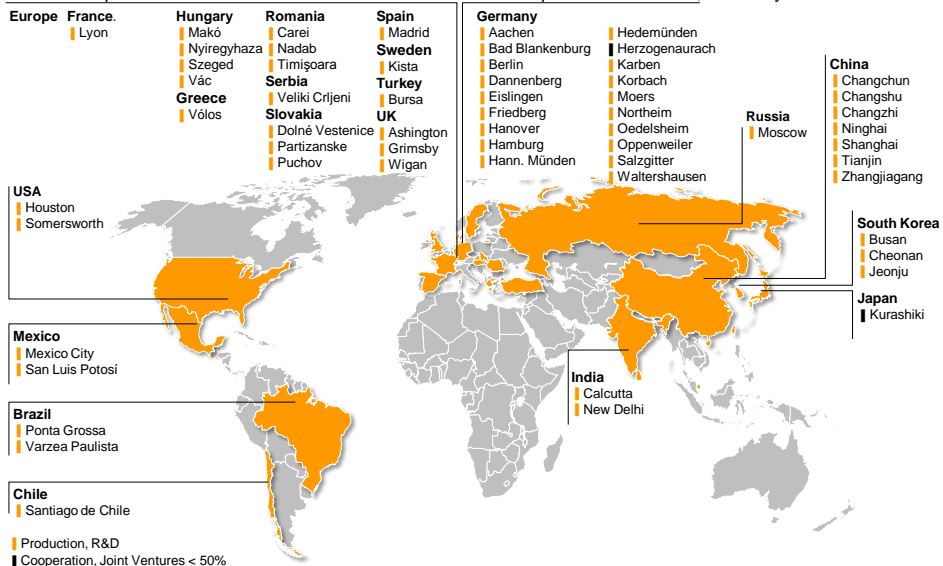 Europe
France.
Lyon
Hungary
Makó
Nyiregyhaza
Szeged
Vác
Greece
Vólos
Romania
Carei
Nadab
Timişoara
Serbia
Veliki Crljeni
Slovakia
Dolné Vestenice
Partizanske
Puchov
Spain
Madrid
Sweden
Kista
Turkey
Bursa
UK
Ashington
Grimsby
Wigan
Germany
Aachen
Bad Blankenburg
Berlin
Dannenberg
Eislingen
Friedberg
Hanover
Hamburg
Hann. Münden
Hedemünden
Herzogenaurach
Karben
Korbach
Moers
Northeim
Oedelsheim
Oppenweiler
Salzgitter
Waltershausen
Russia
Moscow
China
Changchun
Changshu
Changzhi
Ninghai
Shanghai
Tianjin
Zhangjiagang
USA
Houston
Somersworth
South Korea
Busan
Cheonan
Jeonju
Japan
Kurashiki
Mexico
Mexico City
San Luis Potosí
India
Calcutta
New Delhi
Brazil
Ponta Grossa
Varzea Paulista
Chile
Santiago de Chile
Production, R&D
Cooperation, Joint Ventures < 50%